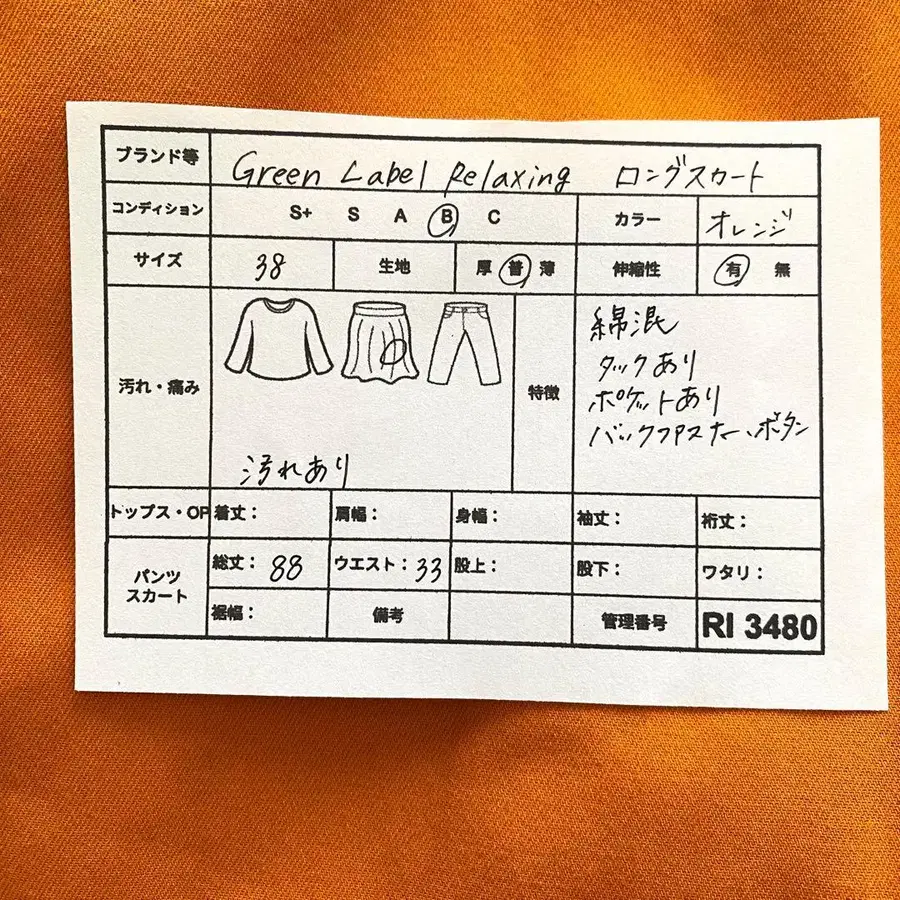 ブランド等 Green Label Relaxing ロングスカート
コンディション S+ S A B C カラー オレンジ
サイズ 38 生地 厚 普 薄 伸縮性 有 無
汚れ・痛み 汚れあり 特徴
綿混
タックあり
ポケットあり
バックファスナー、ボタン
トップス・OP 着丈： 肩幅： 身幅： 袖丈： 裄丈：
パンツ スカート 総丈：88 ウエスト：33 股上： 股下： ワタリ：
裾幅： 備考 管理番号 RI 3480